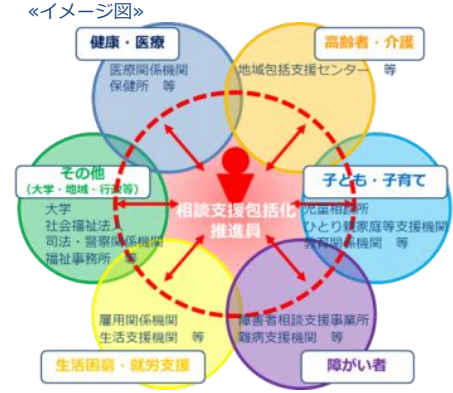 ≪イメージ図≫
健康・医療
医療関係機関
保健所　等
高齢者・介護
地域包括支援センター　等
その他
（大学・地域・行政等）
大学
社会福祉法人
司法・警察関係機関
福祉事務所　等
相談支援包括化
推進員
子ども・子育て
児童相談所
ひとり親家庭等支援機関
教育関係機関　等
雇用関係機関
生活支援機関　等
生活困窮・就労支援
障害者相談支援事業所
難病支援機関　等
障がい者